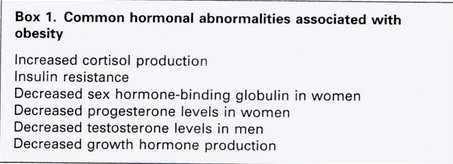 Box 1. Common hormonal abnormalities associated with
obesity
Increased cortisol production
Insulin resistance
Decreased sex hormone-binding globulin in women
Decreased progesterone levels in women
Decreased testosterone levels in men
Decreased growth hormone production